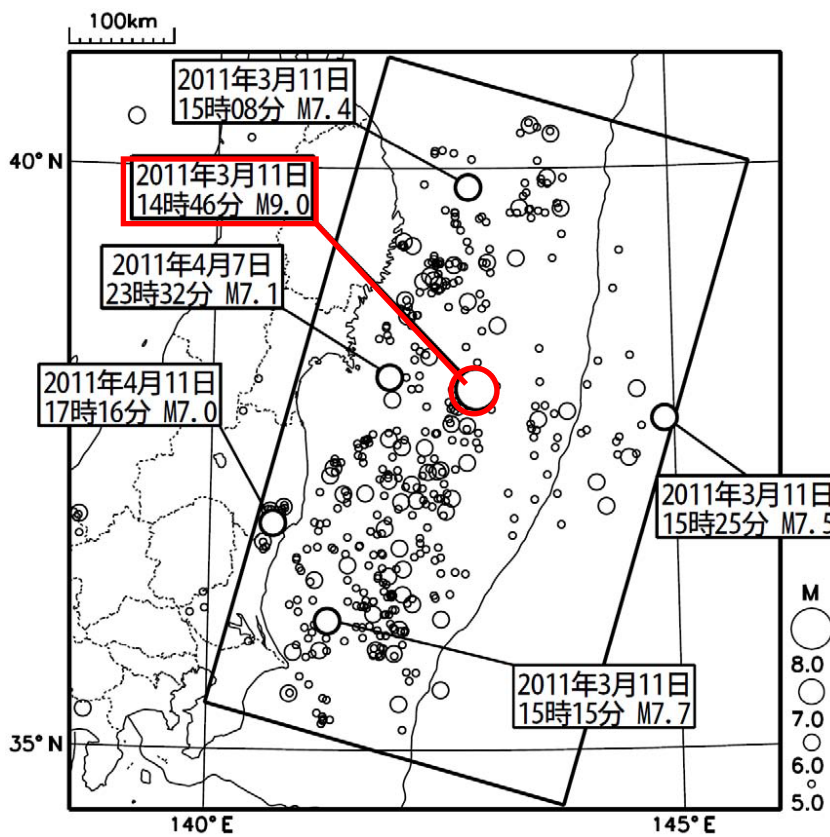 100km
2011年3月11日
15時08分 M7.4
40°N
2011年3月11日
14時46分 M9.0
2011年4月7日
23時32分 M7.1
2011年4月11日
17時16分 M7.0
2011年3月11日
15時25分 M7.5
M
8.0
7.0
6.0
5.0
2011年3月11日
15時15分 M7.7
35°N
140°E
145°E